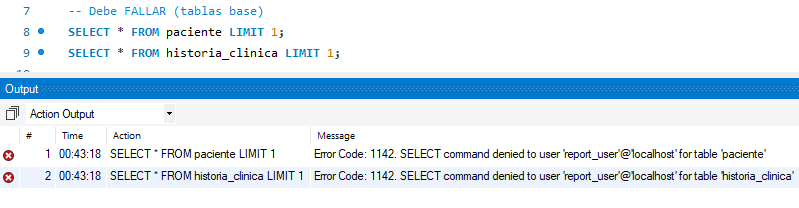 7 -- Debe FALLAR (tablas base)
8 SELECT * FROM paciente LIMIT 1;
9 SELECT * FROM historia_clinica LIMIT 1;
Output
Action Output
# Time Action Message
1 00:43:18 SELECT * FROM paciente LIMIT 1 Error Code: 1142. SELECT command denied to user 'report_user'@'localhost' for table 'paciente'
2 00:43:18 SELECT * FROM historia_clinica LIMIT 1 Error Code: 1142. SELECT command denied to user 'report_user'@'localhost' for table 'historia_clinica'